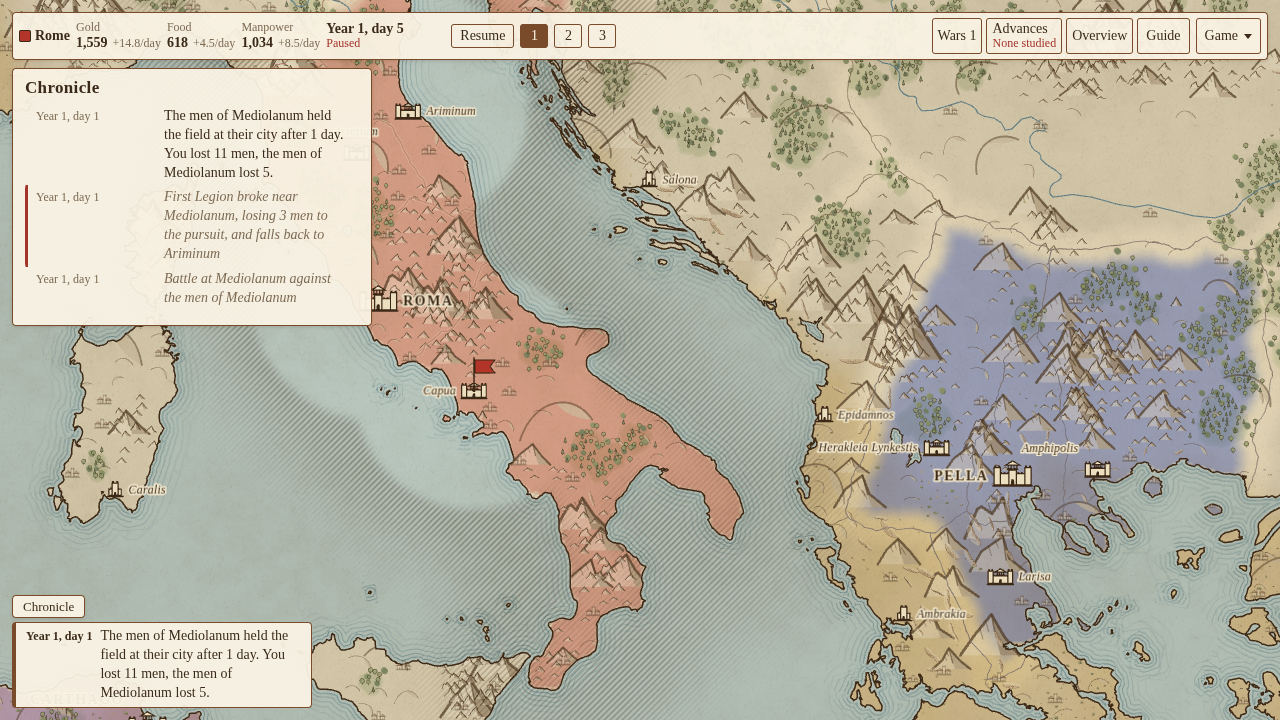 Rome
Gold
1,559 +14.8/day
Food
618 +4.5/day
Manpower
1,034 +8.5/day
Year 1, day 5
Paused
Resume
1
2
3
Wars 1
Advances
None studied
Overview
Guide
Game
Chronicle
Year 1, day 1
The men of Mediolanum held
the field at their city after 1 day.
You lost 11 men, the men of
Mediolanum lost 5.
Year 1, day 1
First Legion broke near
Mediolanum, losing 3 men to
the pursuit, and falls back to
Ariminum
Year 1, day 1
Battle at Mediolanum against
the men of Mediolanum
Ariminum
Salona
ROMA
Capua
Epidamnos
Herakleia Lynkestis
Amphipolis
PELLA
Caralis
Larisa
Ambrakia
Chronicle
Year 1, day 1
The men of Mediolanum held the
field at their city after 1 day. You
lost 11 men, the men of
Mediolanum lost 5.